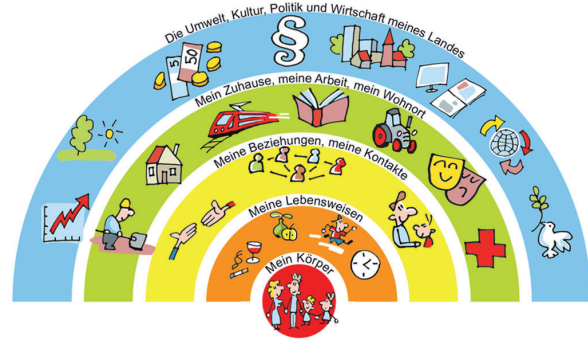 Die Umwelt, Kultur, Politik und Wirtschaft meines Landes
5
50
§
Mein Zuhause, meine Arbeit, mein Wohnort
Meine Beziehungen, meine Kontakte
Meine Lebensweisen
Mein Körper